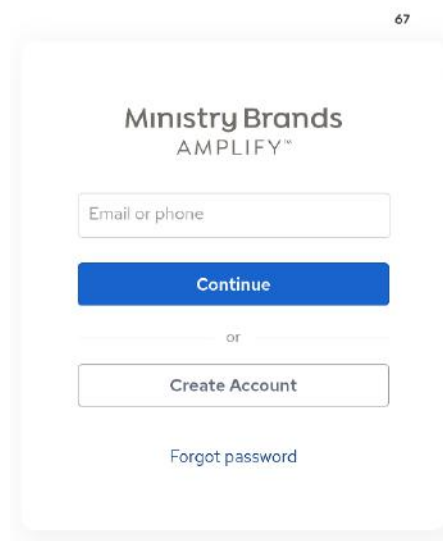 67
Ministry Brands
AMPLIFY™
Email or phone
Continue
or
Create Account
Forgot password